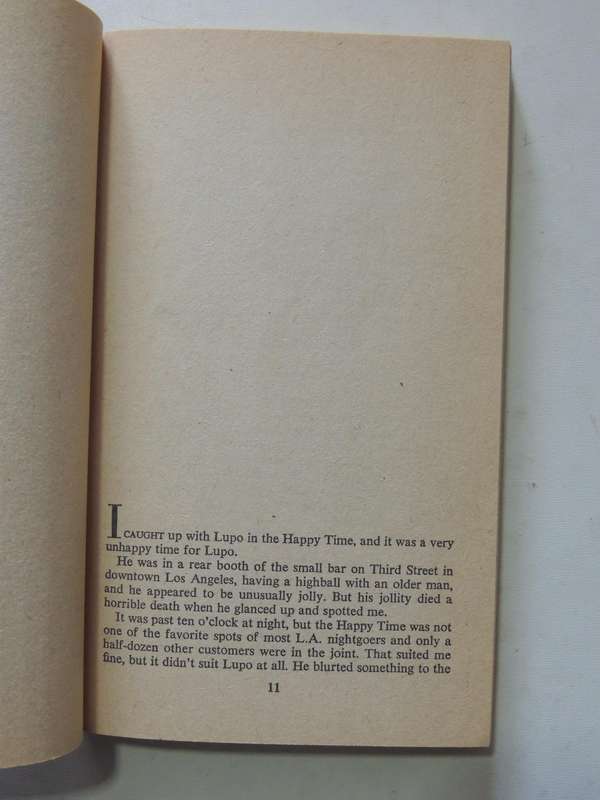 I CAUGHT up with Lupo in the Happy Time, and it was a very
unhappy time for Lupo.
He was in a rear booth of the small bar on Third Street in
downtown Los Angeles, having a highball with an older man,
and he appeared to be unusually jolly. But his jollity died a
horrible death when he glanced up and spotted me.
It was past ten o'clock at night, but the Happy Time was not
one of the favorite spots of most L.A. nightgoers and only a
half-dozen other customers were in the joint. That suited me
fine, but it didn't suit Lupo at all. He blurted something to the
11